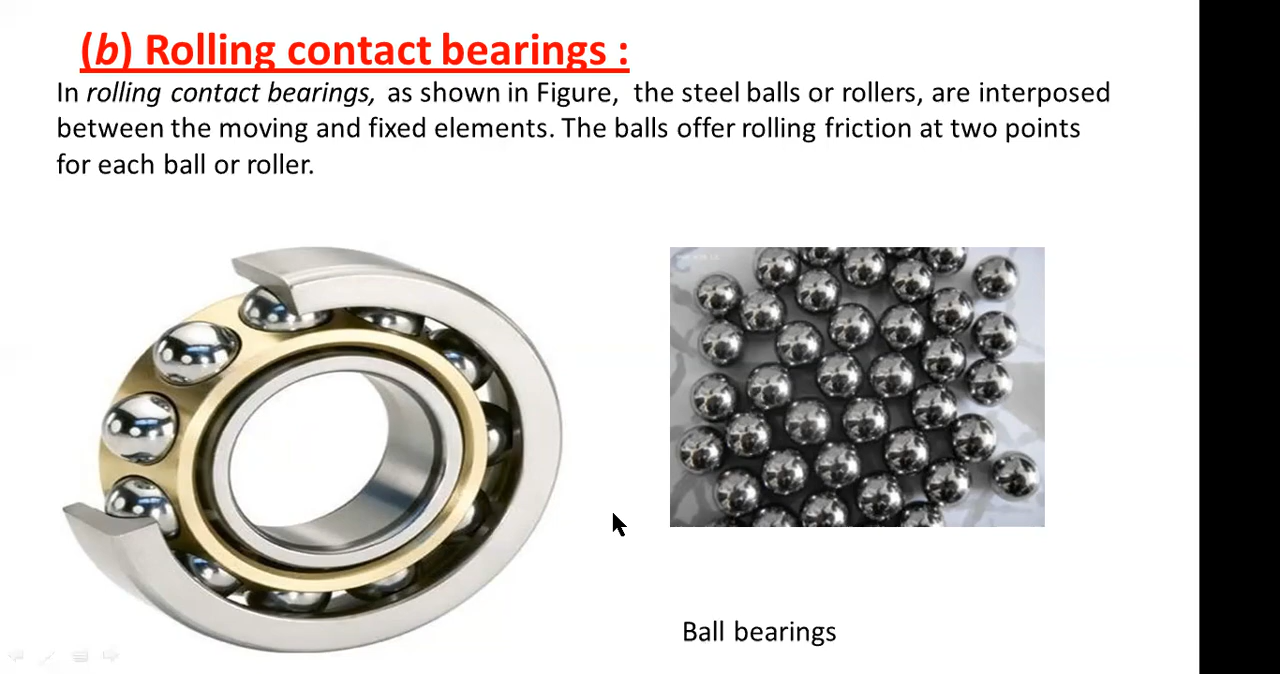 (b) Rolling contact bearings :
In rolling contact bearings, as shown in Figure, the steel balls or rollers, are interposed
between the moving and fixed elements. The balls offer rolling friction at two points
for each ball or roller.
Ball bearings